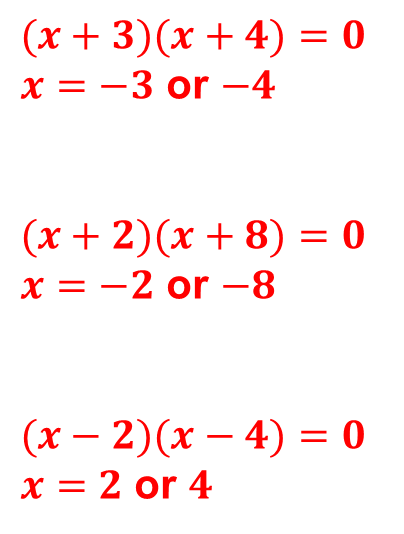 (x + 3)(x + 4) = 0
x = −3 or −4
(x + 2)(x + 8) = 0
x = −2 or −8
(x − 2)(x − 4) = 0
x = 2 or 4